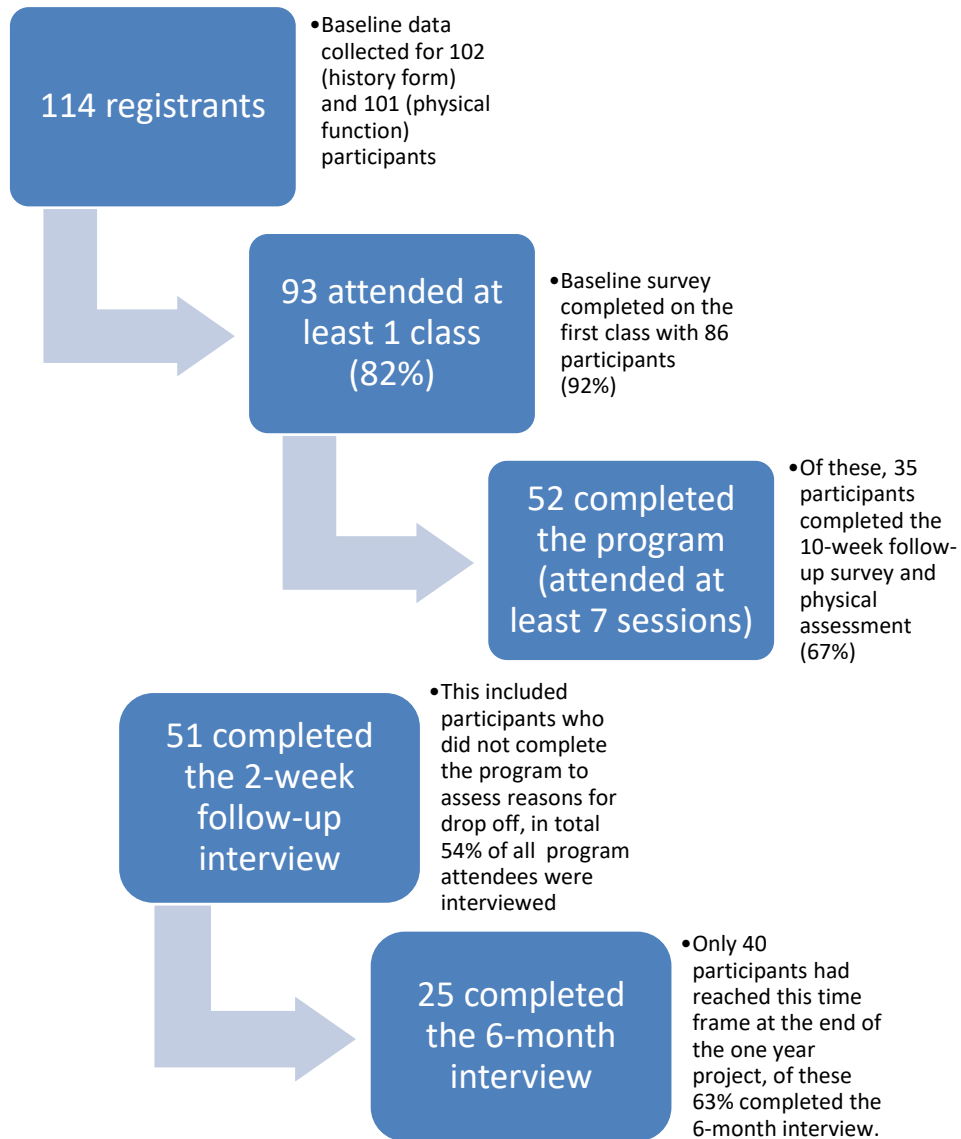 114 registrants
•Baseline data
collected for 102
(history form)
and 101 (physical
function)
participants
93 attended at
least 1 class
(82%)
•Baseline survey
completed on the
first class with 86
participants
(92%)
52 completed
the program
(attended at
least 7 sessions)
•Of these, 35
participants
completed the
10-week follow-
up survey and
physical
assessment
(67%)
51 completed
the 2-week
follow-up
interview
•This included
participants who
did not complete
the program to
assess reasons for
drop off, in total
54% of all program
attendees were
interviewed
25 completed
the 6-month
interview
•Only 40
participants had
reached this time
frame at the end of
the one year
project, of these
63% completed the
6-month interview.